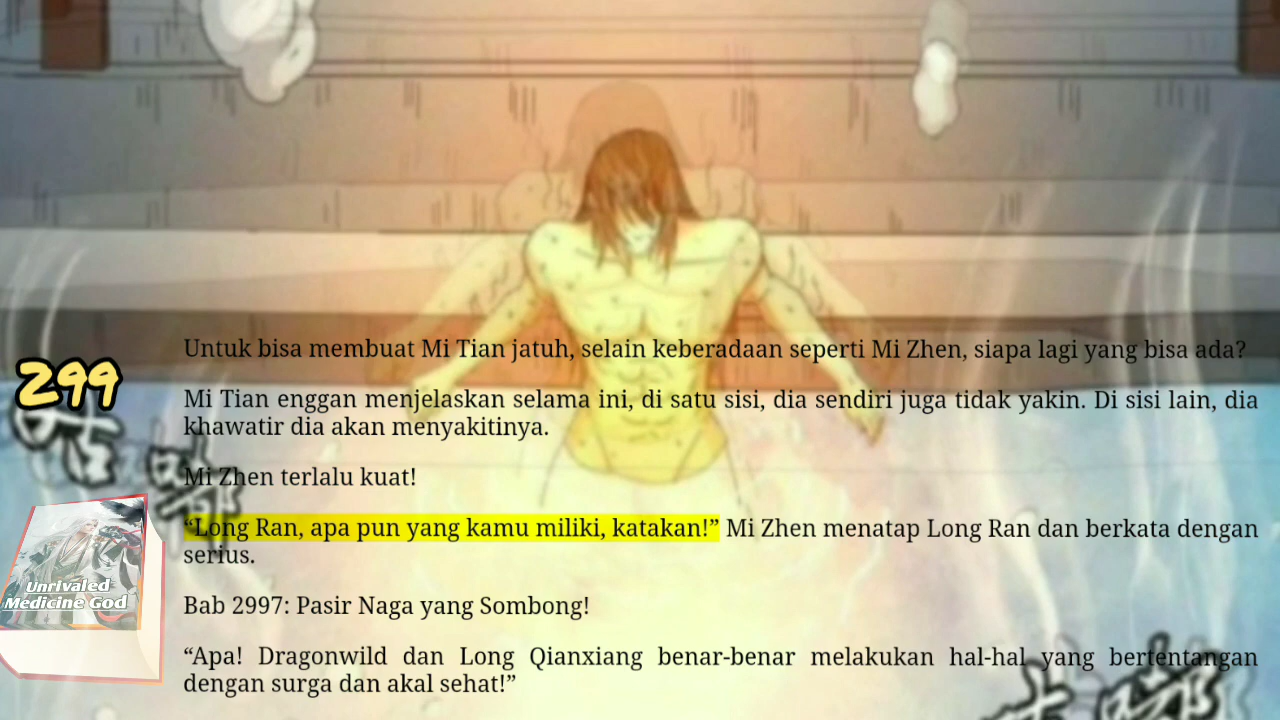 Untuk bisa membuat Mi Tian jatuh, selain keberadaan seperti Mi Zhen, siapa lagi yang bisa ada?
299
Mi Tian enggan menjelaskan selama ini, di satu sisi, dia sendiri juga tidak yakin. Di sisi lain, dia
khawatir dia akan menyakitinya.
咕
嘟
Mi Zhen terlalu kuat!
“Long Ran, apa pun yang kamu miliki, katakan!” Mi Zhen menatap Long Ran dan berkata dengan
serius.
Unrivaled
Medicine God
Bab 2997: Pasir Naga yang Sombong!
“Apa! Dragonwild dan Long Qianxiang benar-benar melakukan hal-hal yang bertentangan
dengan surga dan akal sehat!”